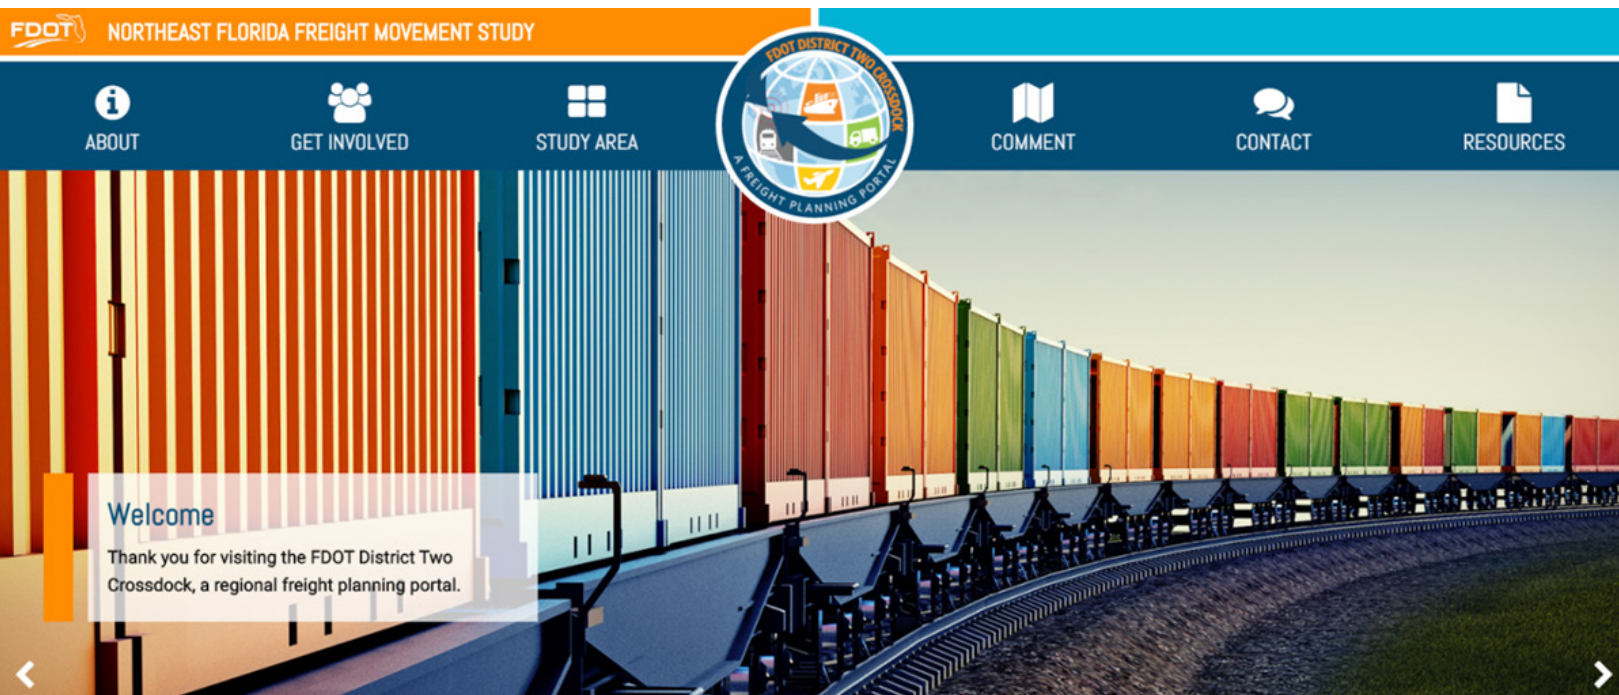 FDOT
NORTHEAST FLORIDA FREIGHT MOVEMENT STUDY
ABOUT
GET INVOLVED
STUDY AREA
FDOT DISTRICT TWO CROSSDOCK
A FREIGHT PLANNING PORTAL
COMMENT
CONTACT
RESOURCES
Welcome
Thank you for visiting the FDOT District Two
Crossdock, a regional freight planning portal.